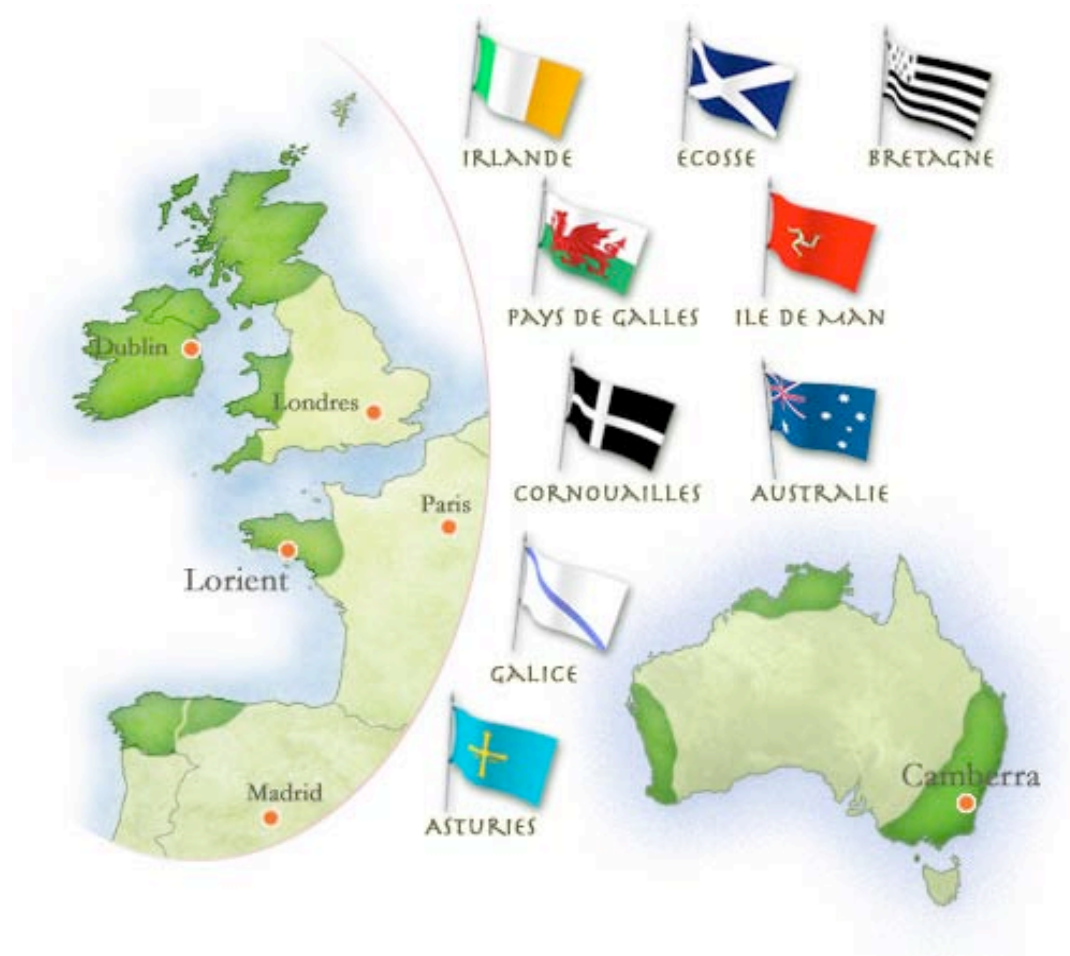 IRLANDE
ECOSSE
BRETAGNE
PAYS DE GALLES
ILE DE MAN
Dublin
Londres
CORNOUAILLES
AUSTRALIE
Paris
Lorient
GALICE
Madrid
ASTURIES
Camberra